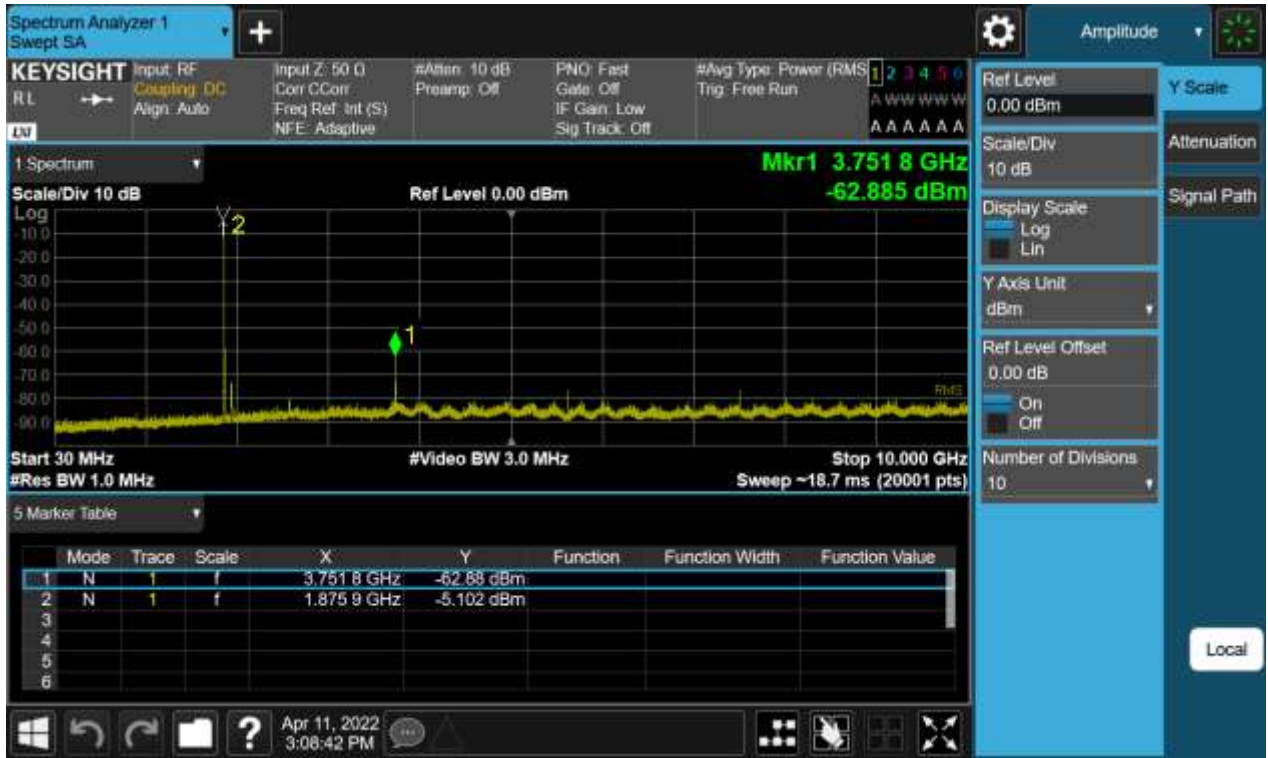 Spectrum Analyzer 1
Swept SA
+
Amplitude
KEYSIGHT
RL
LXI
Input: RF
Coupling: DC
Align: Auto
Input Z: 50 Ω
Corr CCorr
Freq Ref: Int (S)
NFE: Adaptive
#Atten: 10 dB
Preamp: Off
PNO: Fast
Gate: Off
IF Gain: Low
Sig Track: Off
#Avg Type: Power (RMS
Trig: Free Run
1 2 3 4 5 6
A W W W W W
A A A A A A
1 Spectrum
Mkr1 3.751 8 GHz
-62.885 dBm
Scale/Div 10 dB
Ref Level 0.00 dBm
Log
-10.0
-20.0
-30.0
-40.0
-50.0
-60.0
-70.0
-80.0
-90.0
2
1
RMS
Start 30 MHz
#Video BW 3.0 MHz
Stop 10.000 GHz
#Res BW 1.0 MHz
Sweep ~18.7 ms (20001 pts)
5 Marker Table
Mode Trace Scale X Y Function Function Width Function Value
1 N 1 f 3.751 8 GHz -62.88 dBm
2 N 1 f 1.875 9 GHz -5.102 dBm
3
4
5
6
Ref Level
0.00 dBm
Scale/Div
10 dB
Display Scale
Log
Lin
Y Axis Unit
dBm
Ref Level Offset
0.00 dB
On
Off
Number of Divisions
10
Y Scale
Attenuation
Signal Path
Local
?
Apr 11, 2022
3:08:42 PM